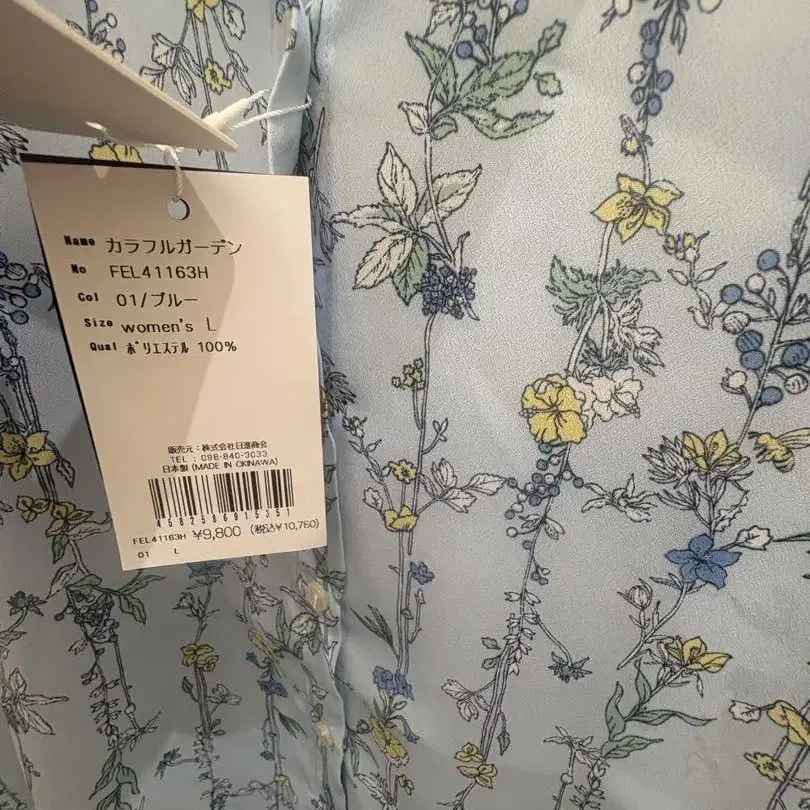 Name カラフルガーデン
No FEL41163H
Col 01/ブルー
Size women's L
Qual ポリエステル 100%
販売元：株式会社日進商会
TEL：098-840-3033
日本製 (MADE IN OKINAWA)
4582586915351
FEL41163H ¥9,800 (税込¥10,780)
01 L